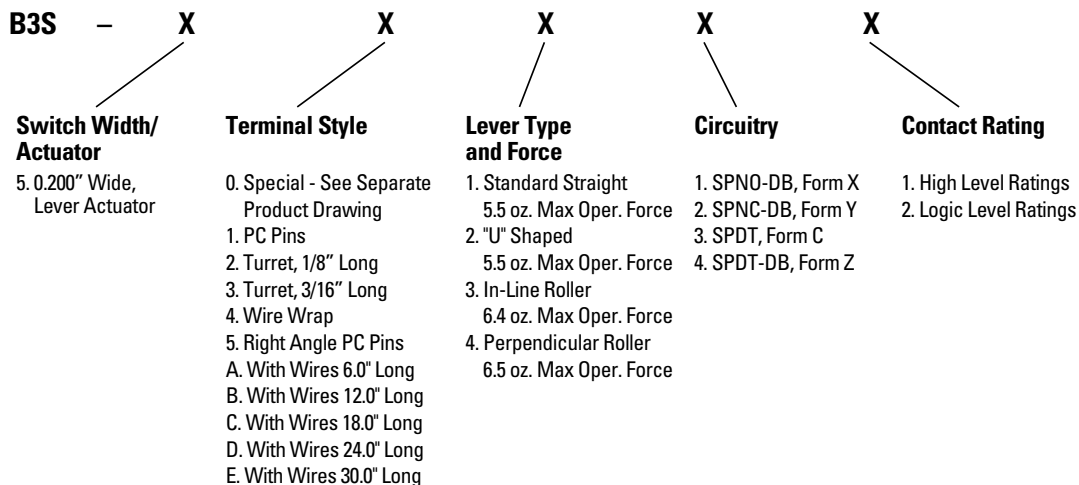 B3S – X X X X X
Switch Width/
Actuator
5. 0.200″ Wide,
Lever Actuator
Terminal Style
0. Special - See Separate
Product Drawing
1. PC Pins
2. Turret, 1/8″ Long
3. Turret, 3/16″ Long
4. Wire Wrap
5. Right Angle PC Pins
A. With Wires 6.0" Long
B. With Wires 12.0" Long
C. With Wires 18.0" Long
D. With Wires 24.0" Long
E. With Wires 30.0" Long
Lever Type
and Force
1. Standard Straight
5.5 oz. Max Oper. Force
2. "U" Shaped
5.5 oz. Max Oper. Force
3. In-Line Roller
6.4 oz. Max Oper. Force
4. Perpendicular Roller
6.5 oz. Max Oper. Force
Circuitry
1. SPNO-DB, Form X
2. SPNC-DB, Form Y
3. SPDT, Form C
4. SPDT-DB, Form Z
Contact Rating
1. High Level Ratings
2. Logic Level Ratings